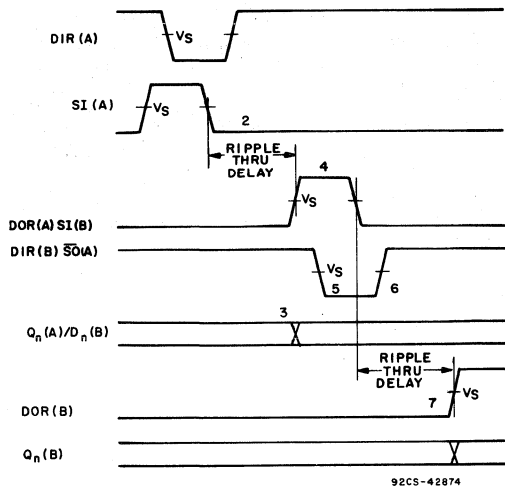 DIR(A)
VS
SI(A)
VS
2
RIPPLE
THRU
DELAY
4
DOR(A)SI(B)
VS
DIR(B) S̅O̅(A)
VS
5
6
3
Qn(A)/Dn(B)
RIPPLE
THRU
DELAY
DOR(B)
7
VS
Qn(B)
92CS-42874